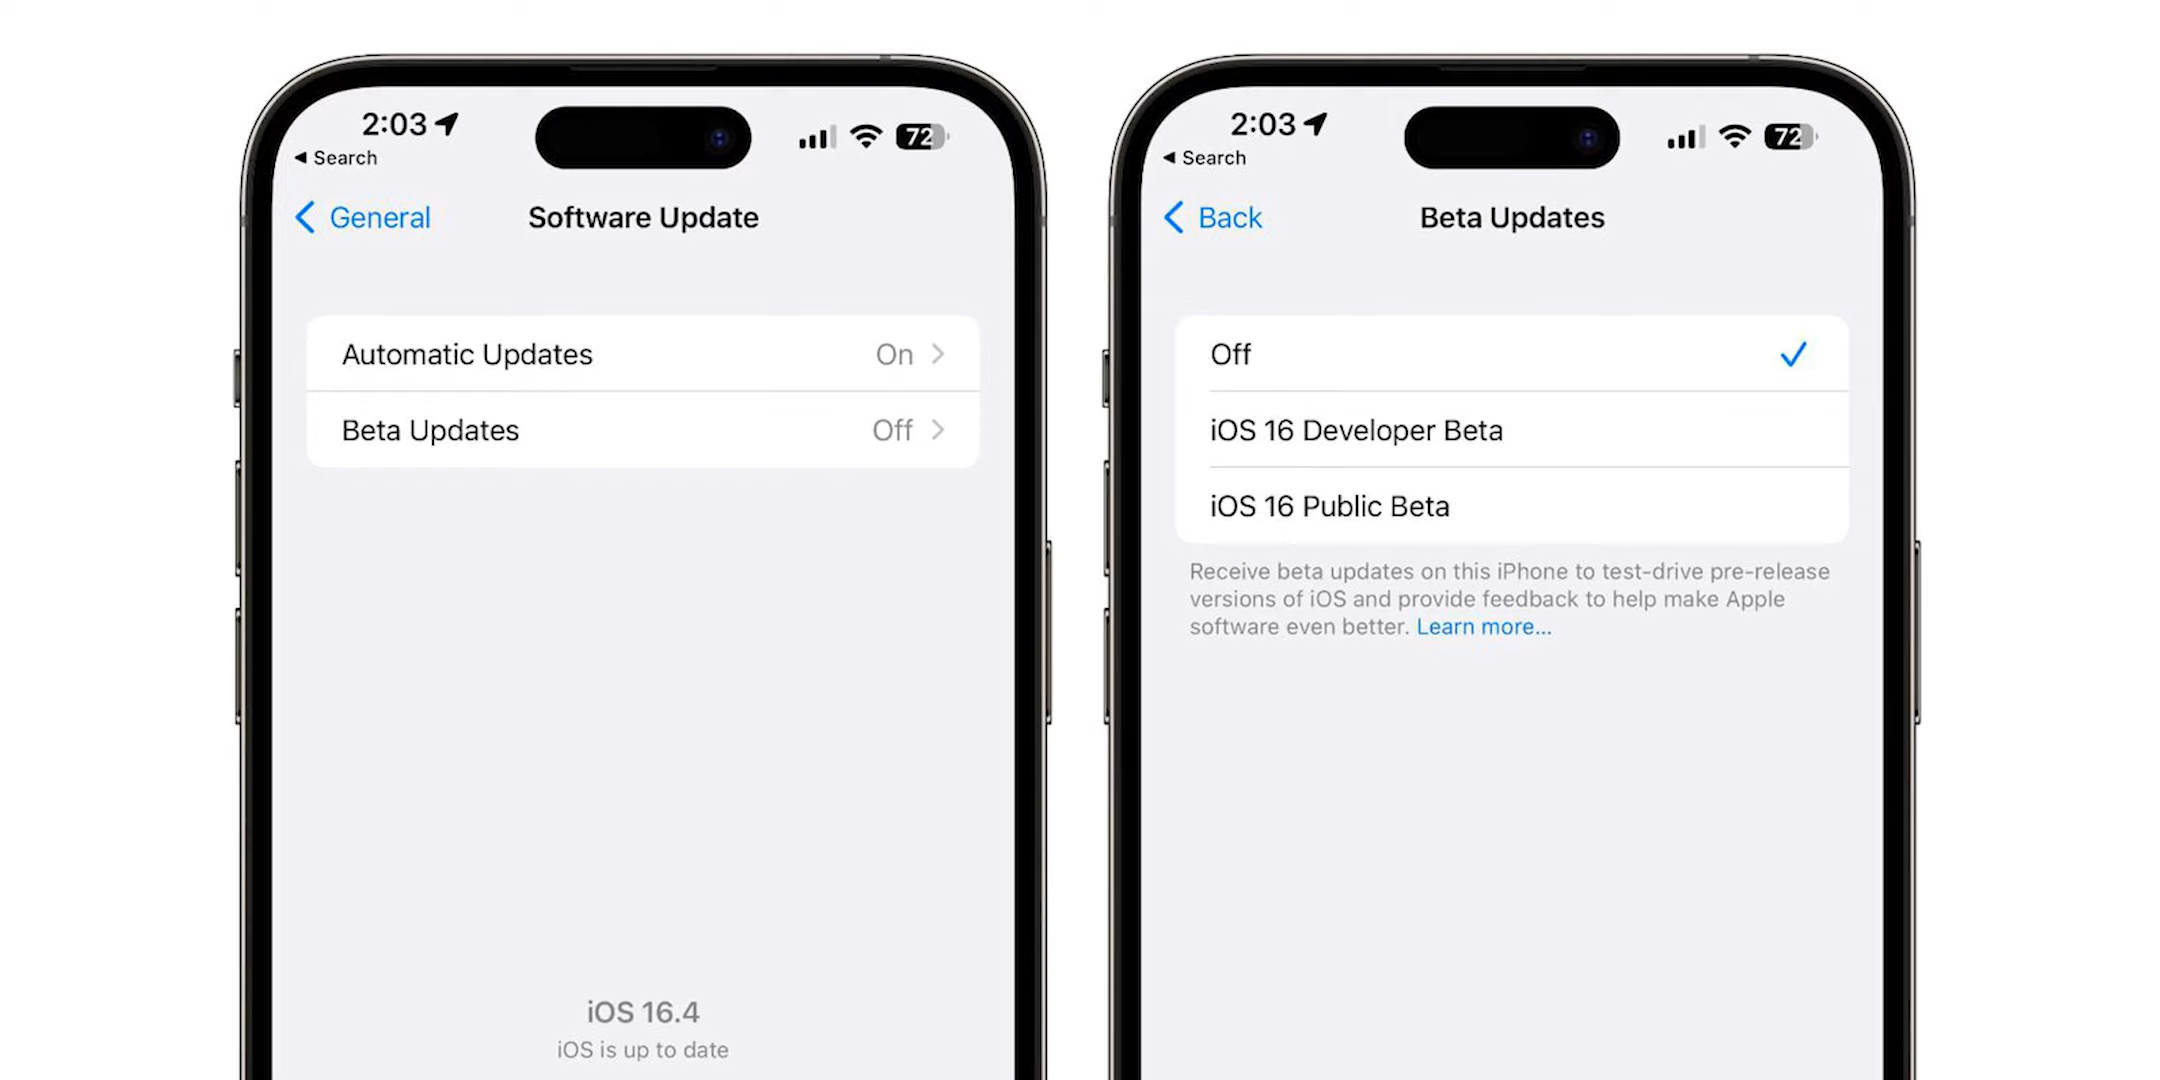 2:03
72
Search
General
Software Update
Automatic Updates
On
Beta Updates
Off
iOS 16.4
iOS is up to date
2:03
72
Search
Back
Beta Updates
Off
iOS 16 Developer Beta
iOS 16 Public Beta
Receive beta updates on this iPhone to test-drive pre-release
versions of iOS and provide feedback to help make Apple
software even better. Learn more...